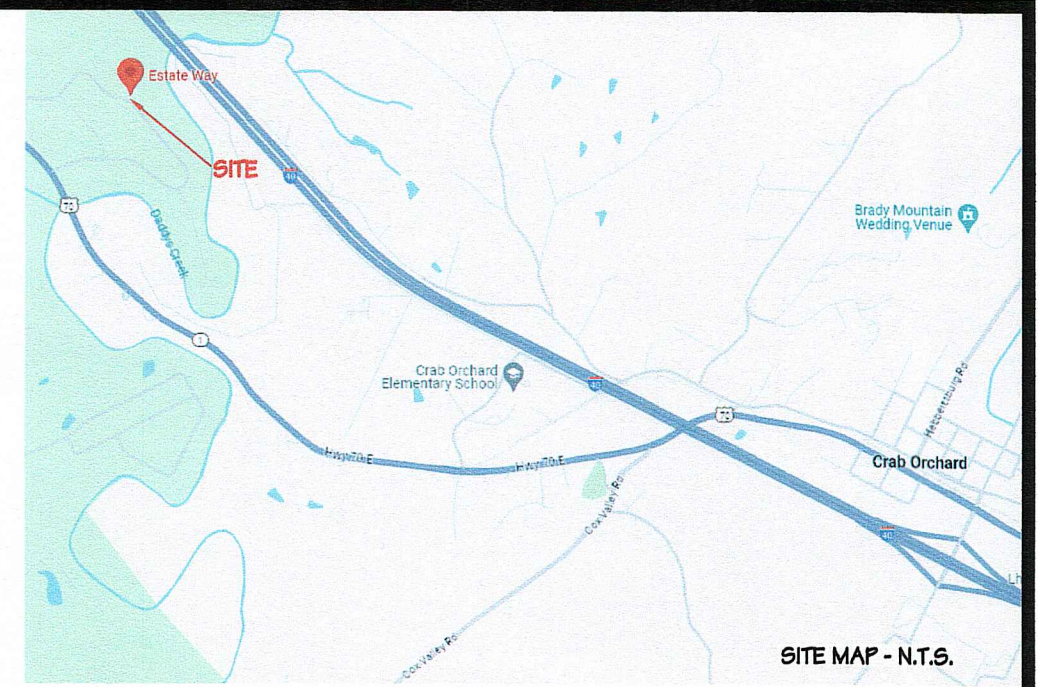 Estate Way
SITE
40
70
Daddys Creek
Brady Mountain
Wedding Venue
1
Crab Orchard
Elementary School
40
70
Hebbertsburg Rd
Hwy 70 E
Hwy 70 E
Crab Orchard
Cox Valley Rd
40
Cox Valley Rd
SITE MAP - N.T.S.